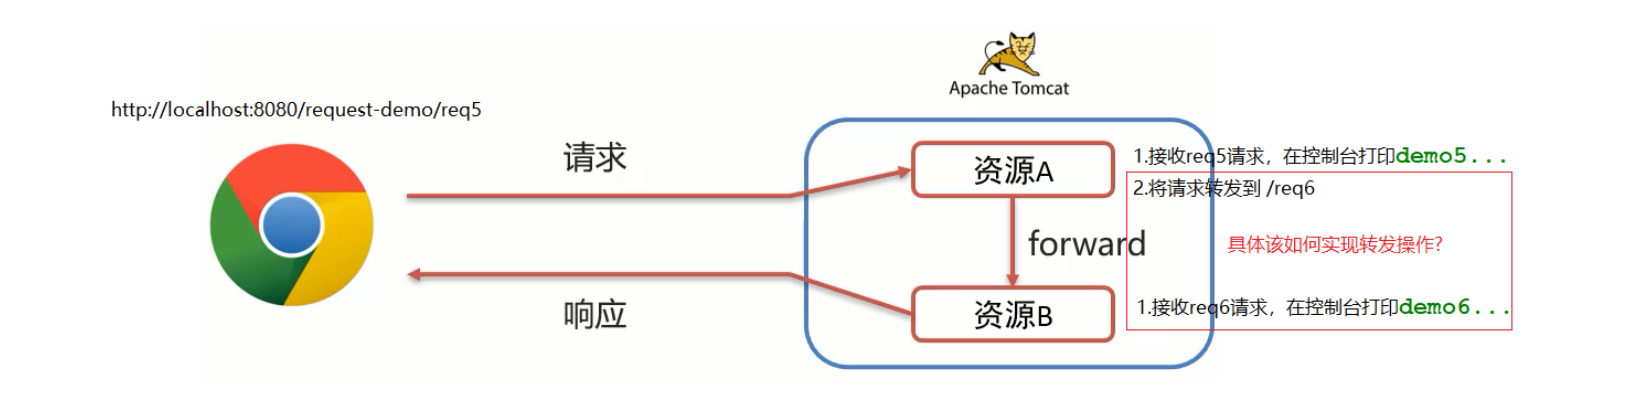 Apache Tomcat
http://localhost:8080/request-demo/req5
请求
资源A
1.接收req5请求，在控制台打印demo5...
2.将请求转发到 /req6
forward
具体该如何实现转发操作?
响应
资源B
1.接收req6请求，在控制台打印demo6...